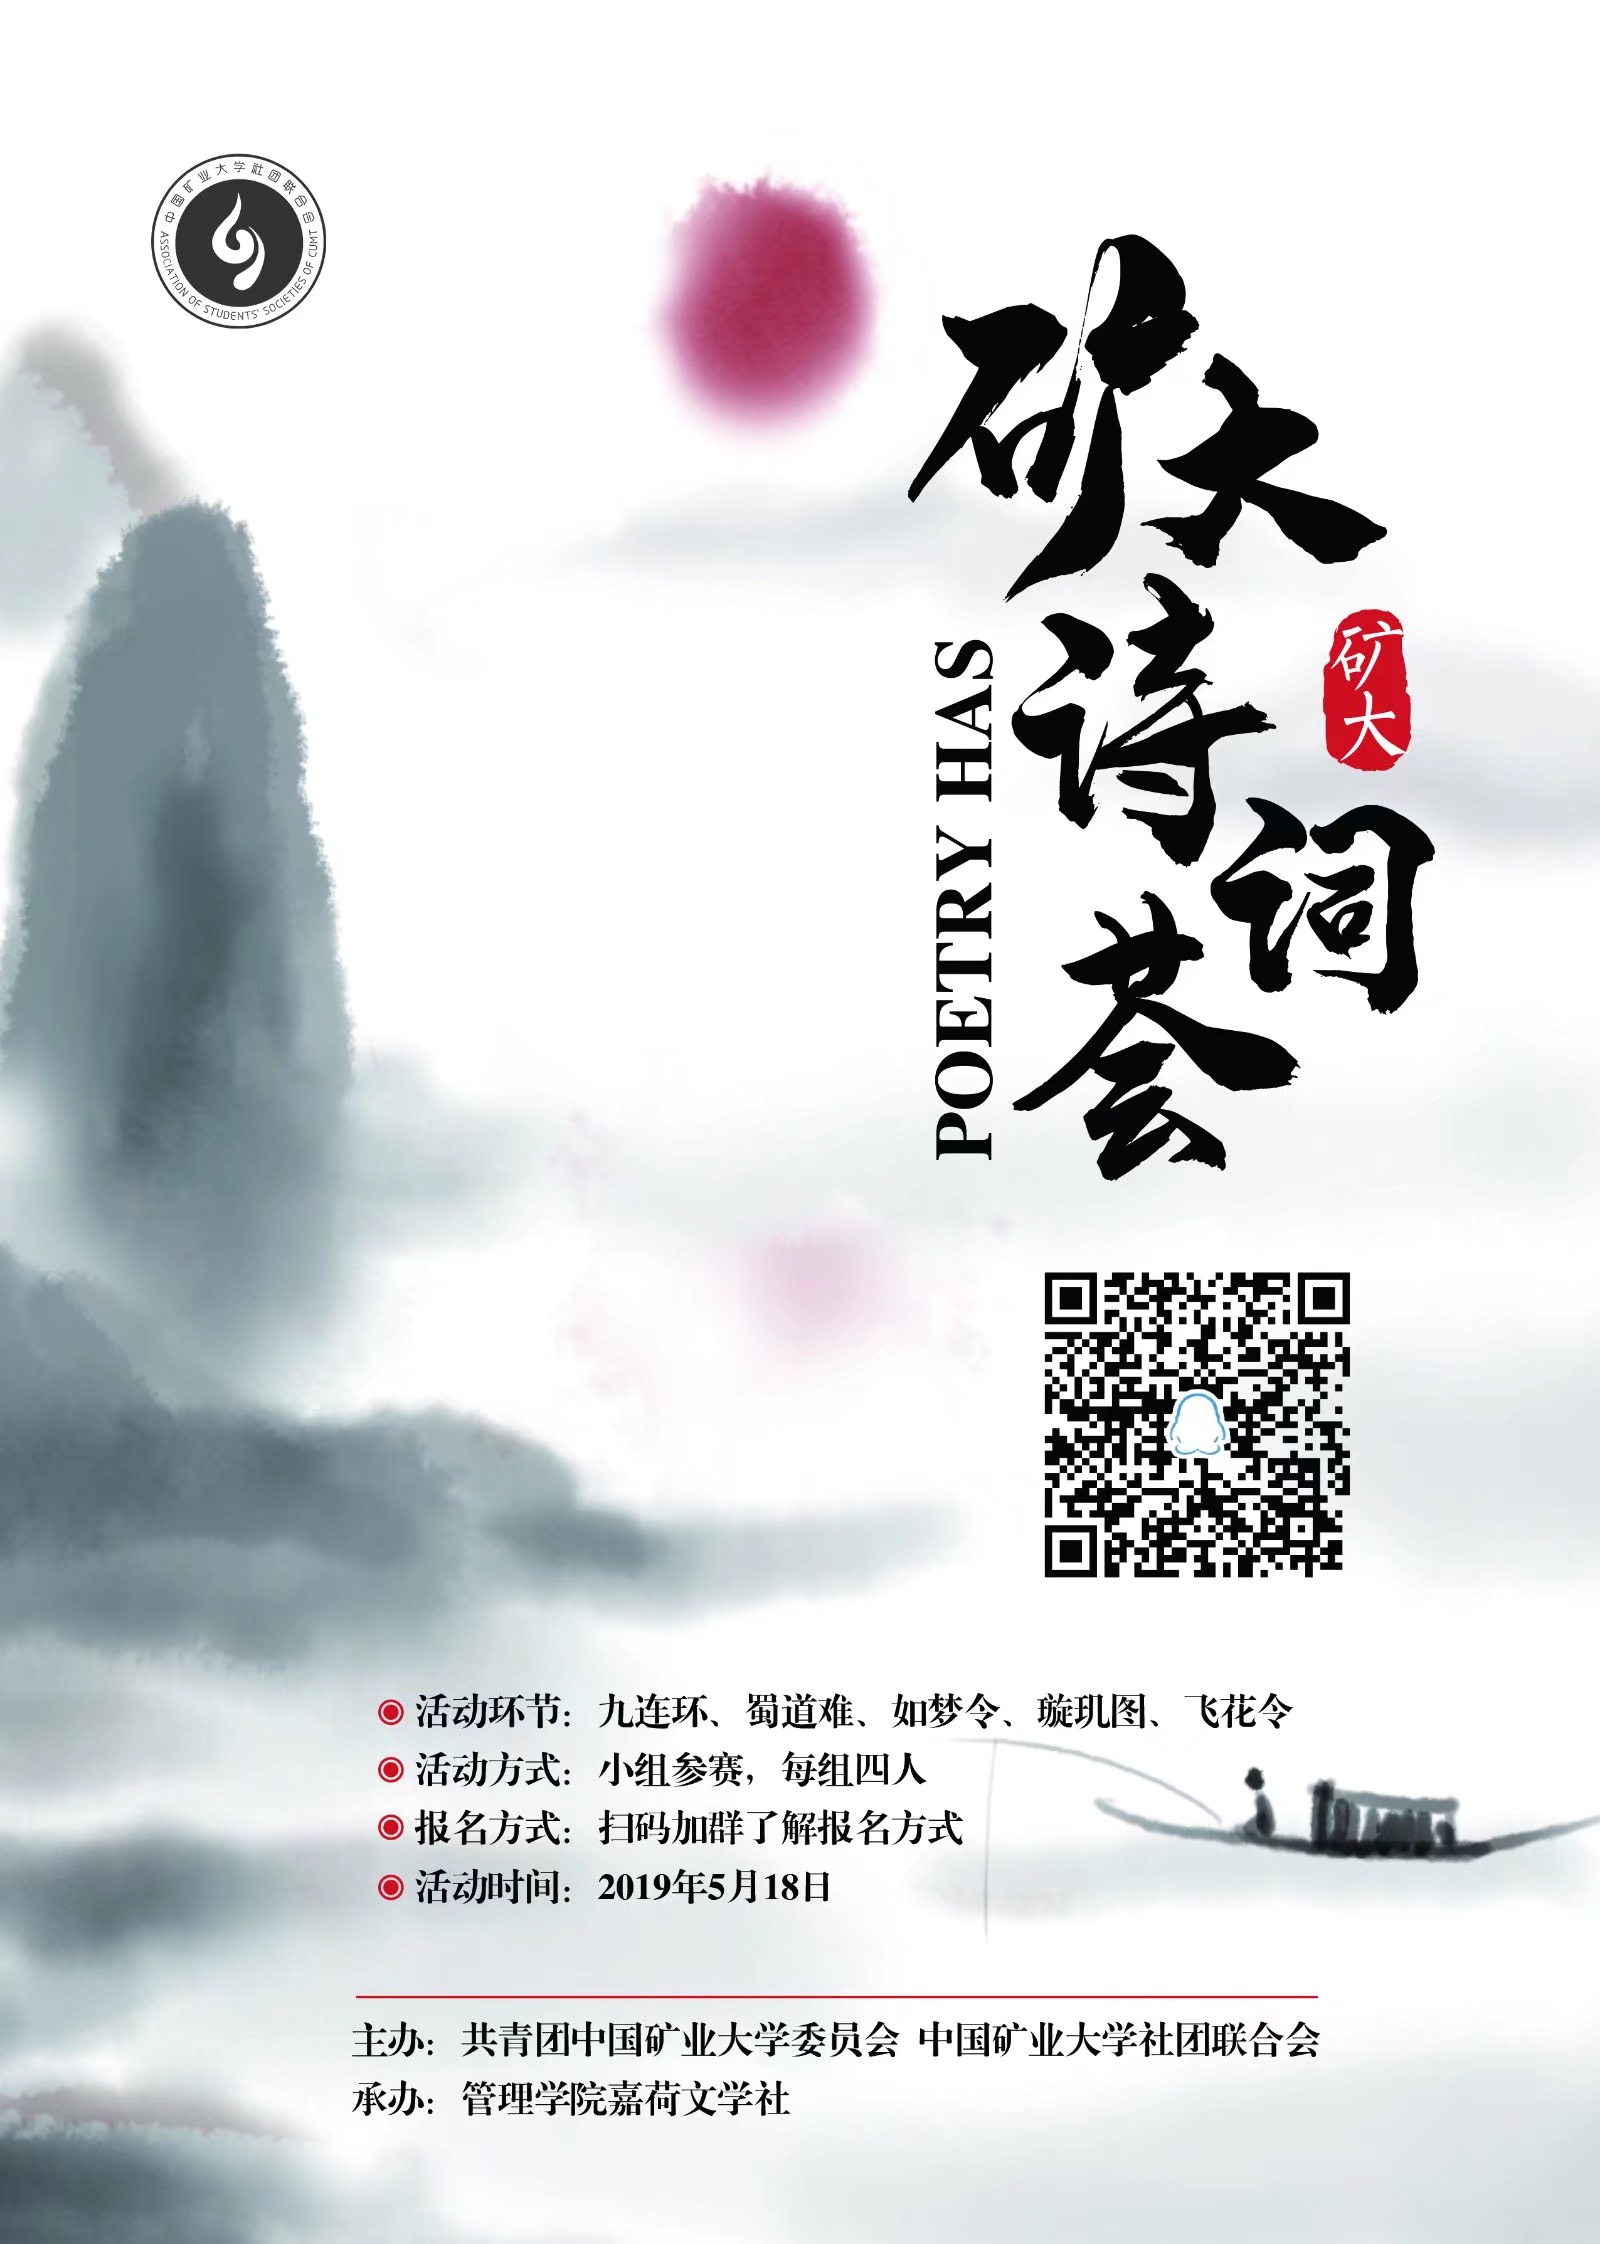 中国矿业大学社团联合会
ASSOCIATION OF STUDENTS' SOCIETIES OF CUMT
矿大
诗词
荟
矿大
POETRY HAS
活动环节：九连环、蜀道难、如梦令、璇玑图、飞花令
活动方式：小组参赛，每组四人
报名方式：扫码加群了解报名方式
活动时间：2019年5月18日
主办：共青团中国矿业大学委员会 中国矿业大学社团联合会
承办：管理学院嘉荷文学社